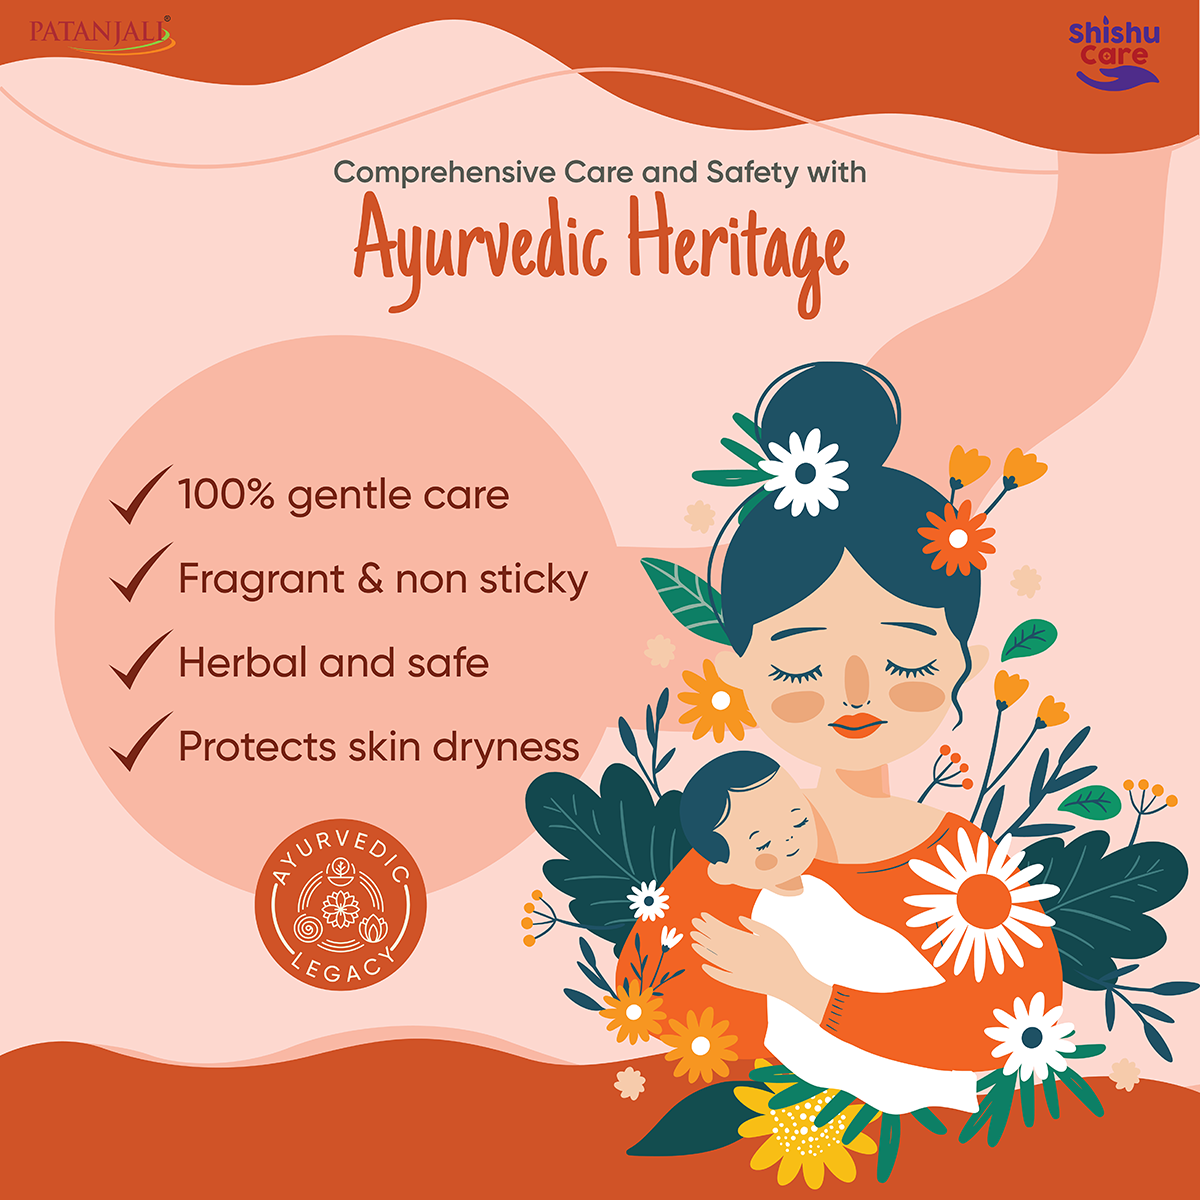 PATANJALI®
Shishu
Care
Comprehensive Care and Safety with
Ayurvedic Heritage
100% gentle care
Fragrant & non sticky
Herbal and safe
Protects skin dryness
AYURVEDIC
LEGACY